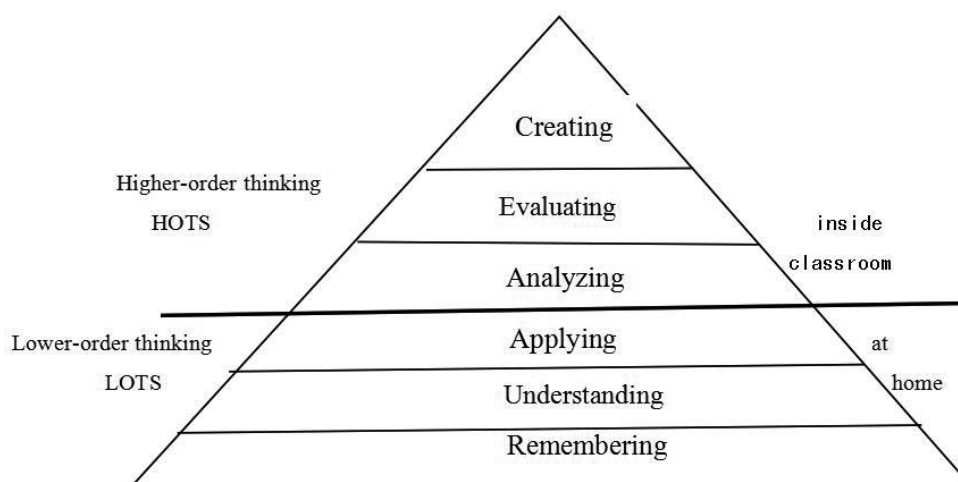 Creating
Higher-order thinking
HOTS
Evaluating
inside
classroom
Analyzing
Lower-order thinking
LOTS
Applying
at
home
Understanding
Remembering